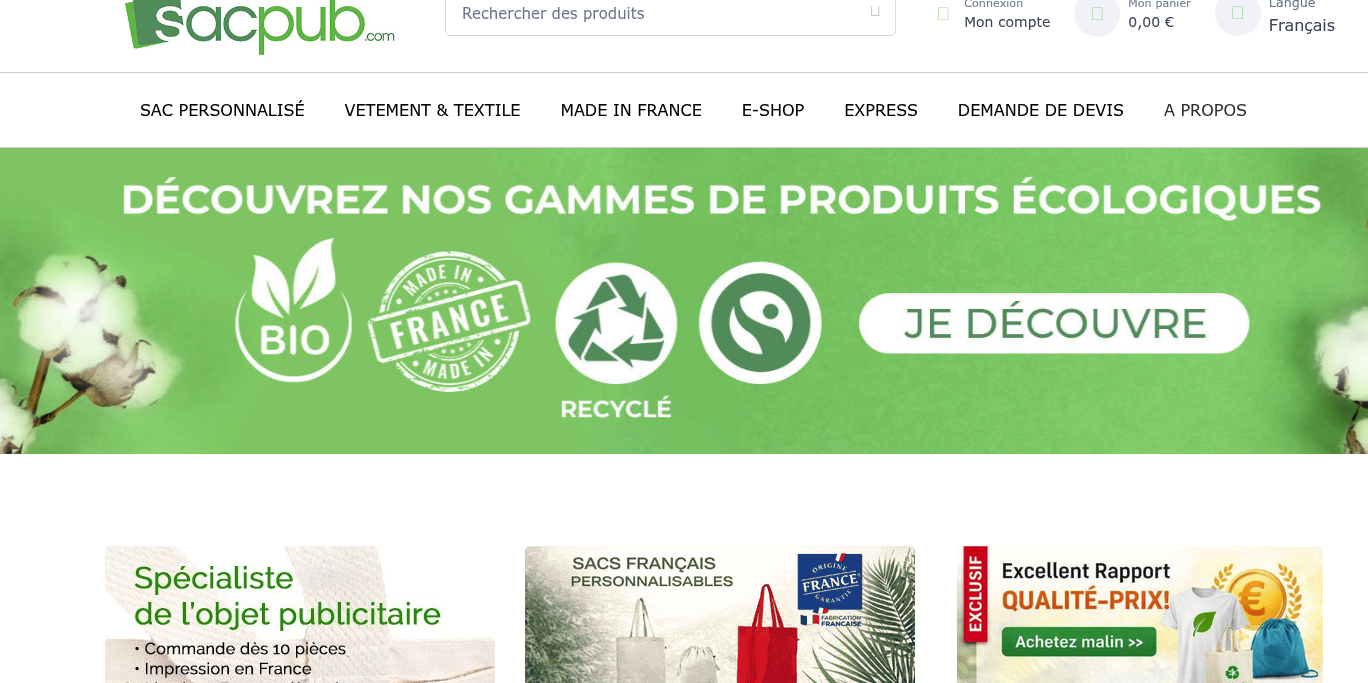 sacpub.com
Rechercher des produits
Connexion
Mon compte
Mon panier
0,00 €
Langue
Français
SAC PERSONNALISÉ
VETEMENT & TEXTILE
MADE IN FRANCE
E-SHOP
EXPRESS
DEMANDE DE DEVIS
A PROPOS
DÉCOUVREZ NOS GAMMES DE PRODUITS ÉCOLOGIQUES
BIO
MADE IN
FRANCE
MADE IN
RECYCLÉ
JE DÉCOUVRE
Spécialiste
de l'objet publicitaire
• Commande dès 10 pièces
• Impression en France
SACS FRANÇAIS
PERSONNALISABLES
ORIGINE
FRANCE
GARANTIE
FABRICATION
FRANÇAISE
EXCLUSIF
Excellent Rapport
QUALITÉ-PRIX!
Achetez malin >>